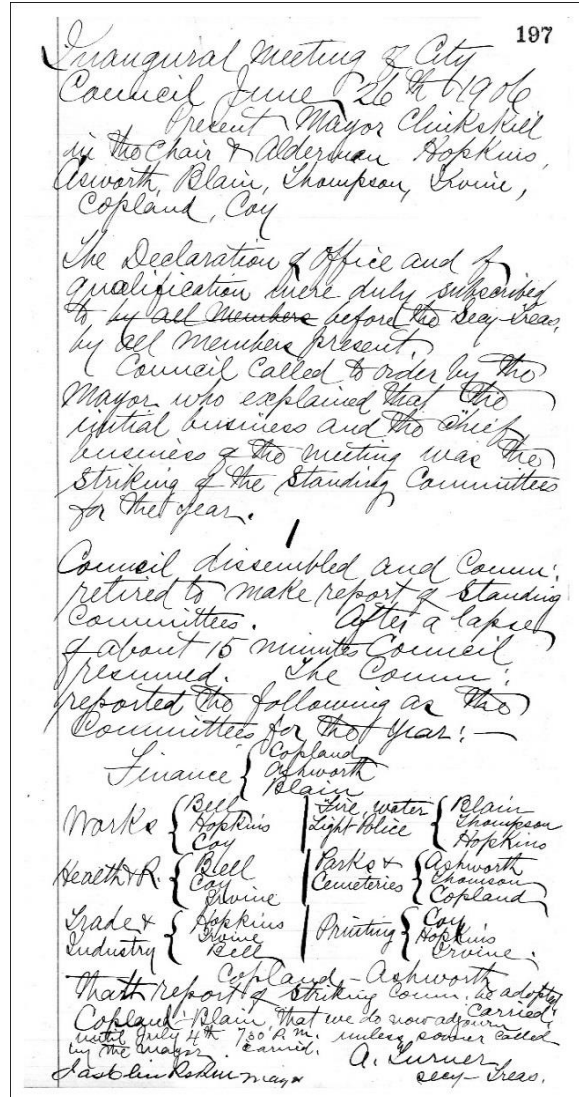 197
Inaugural Meeting of City
Council June 26th 1906
Present Mayor Clinkskill
in the Chair & Alderman Hopkins,
Asworth, Blain, Thompson, Irvine,
Copland, Coy
The Declaration of Office and of
qualification were duly subscribed
to by all Members before the Secy-Treas,
by all members present.
Council called to order by the
Mayor who explained that the
initial business and the chief
business of the meeting was the
striking of the Standing Committees
for the year.
Council dissembled and Comm:
retired to make report of Standing
Committees. After a lapse
of about 15 minutes Council
resumed. The Comm:
reported the following as the
Committees for the Year:—
Finance { Copland
Ashworth
Blain
Works { Bell
Hopkins
Coy
Fire, water
Light Police { Blain
Thompson
Hopkins
Health & R. { Bell
Coy
Irvine
Parks &
Cemeteries { Ashworth
Thomson
Copland
Trade &
Industry { Hopkins
Irvine
Bell
Printing { Coy
Hopkins
Irvine.
Copland - Ashworth
That report of Striking Comm. be adopted
Carried.
Copland - Blain, That we do now adjourn
until July 4th 7.30 P.M. unless sooner called
by the Mayor. Carried.
Jas Clinkskill Mayor
A. Turner
Secy-Treas.